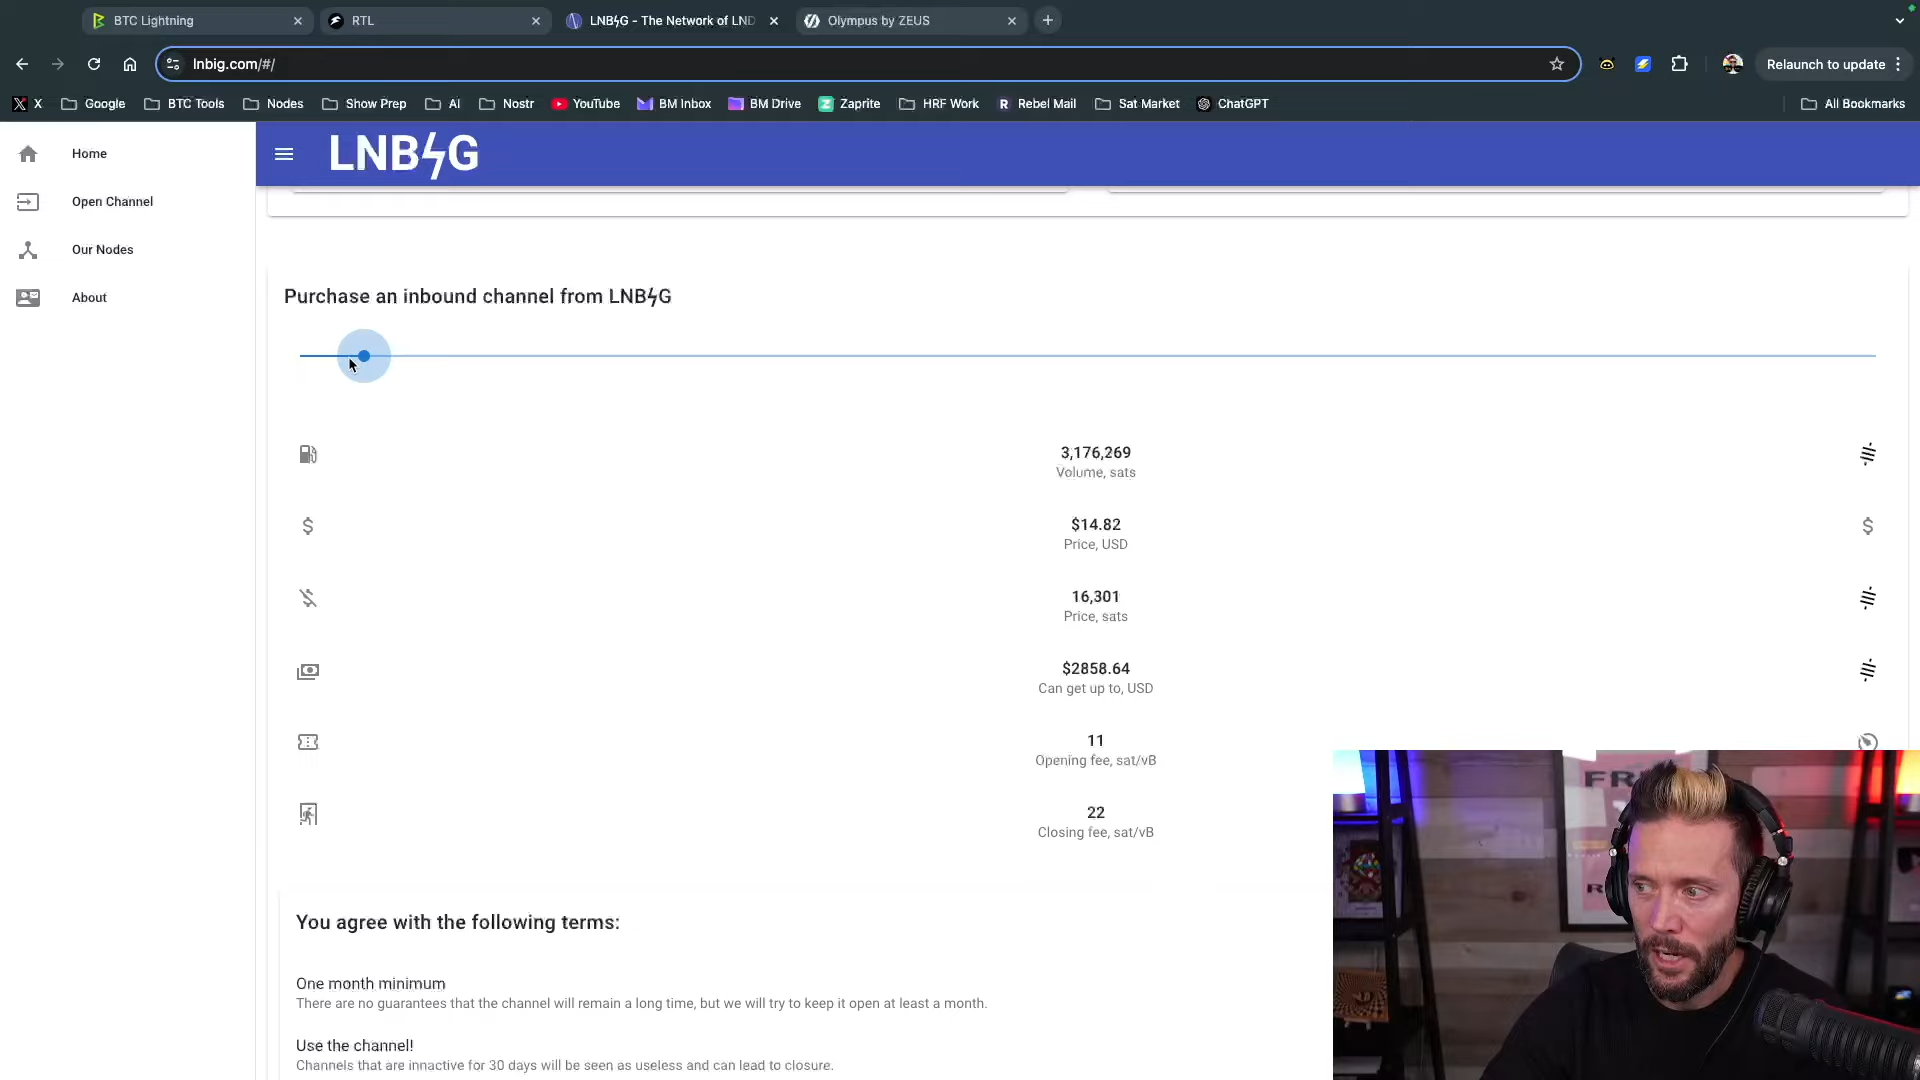 BTC Lightning
RTL
LNB⚡G - The Network of LND
Olympus by ZEUS
lnbig.com/#/
Relaunch to update
X
Google
BTC Tools
Nodes
Show Prep
AI
Nostr
YouTube
BM Inbox
BM Drive
Zaprite
HRF Work
Rebel Mail
Sat Market
ChatGPT
All Bookmarks
Home
Open Channel
Our Nodes
About
LNB⚡G
Purchase an inbound channel from LNB⚡G
3,176,269
Volume, sats
$14.82
Price, USD
16,301
Price, sats
$2858.64
Can get up to, USD
11
Opening fee, sat/vB
22
Closing fee, sat/vB
You agree with the following terms:
One month minimum
There are no guarantees that the channel will remain a long time, but we will try to keep it open at least a month.
Use the channel!
Channels that are innactive for 30 days will be seen as useless and can lead to closure.